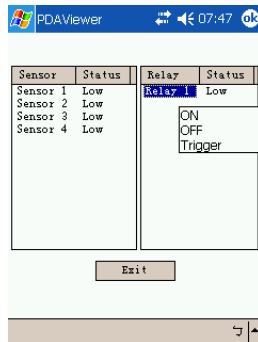 PDAViewer 07:47 ok
Sensor Status Relay Status
Sensor 1 Low Relay 1 Low
Sensor 2 Low ON
Sensor 3 Low OFF
Sensor 4 Low Trigger
Exit